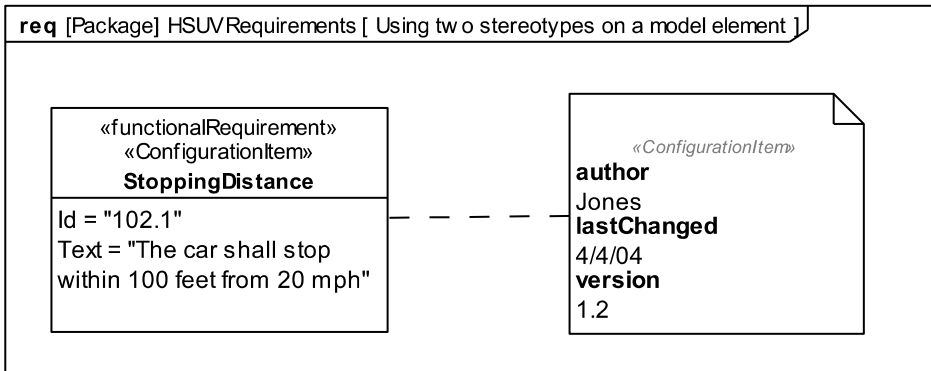 req [Package] HSUVRequirements [ Using two stereotypes on a model element ]
«functionalRequirement»
«ConfigurationItem»
StoppingDistance
Id = "102.1"
Text = "The car shall stop
within 100 feet from 20 mph"
«ConfigurationItem»
author
Jones
lastChanged
4/4/04
version
1.2